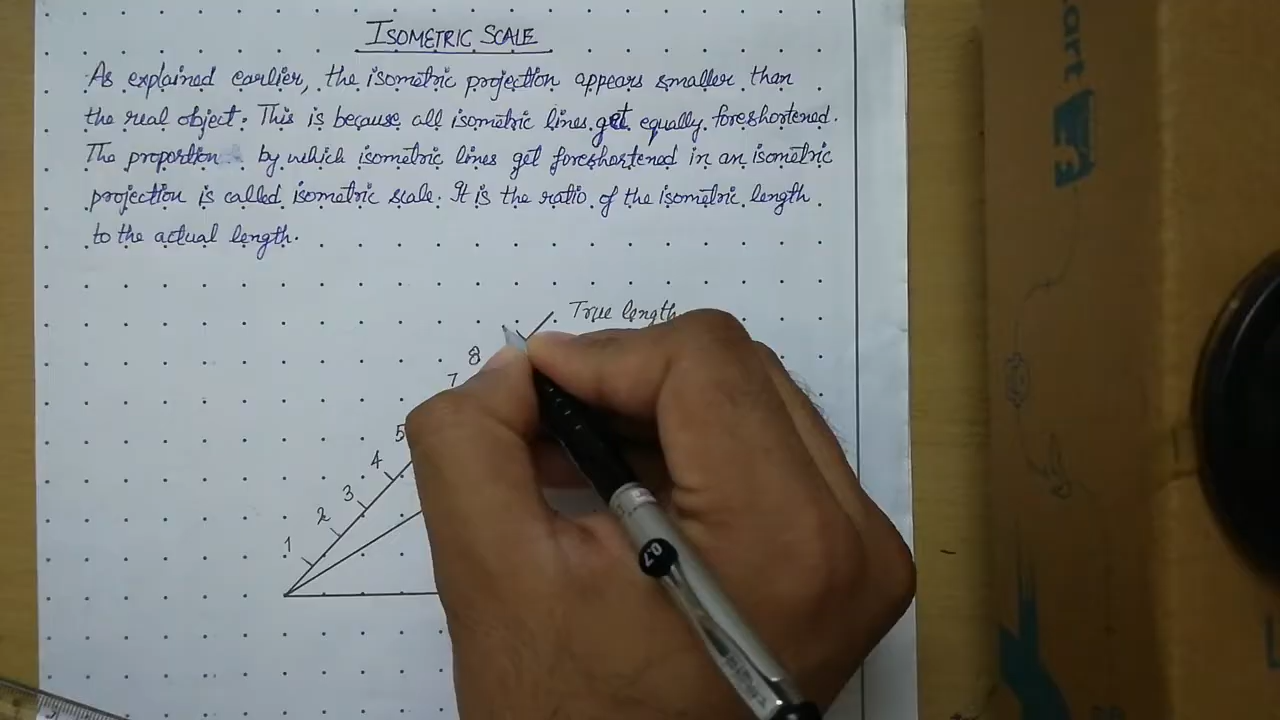 ISOMETRIC SCALE
As explained earlier, the isometric projection appears smaller than
the real object. This is because all isometric lines get equally foreshortened.
The proportion by which isometric lines get foreshortened in an isometric
projection is called isometric scale. It is the ratio of the isometric length
to the actual length.
True length
8
7
5
4
3
2
1
0.7
art